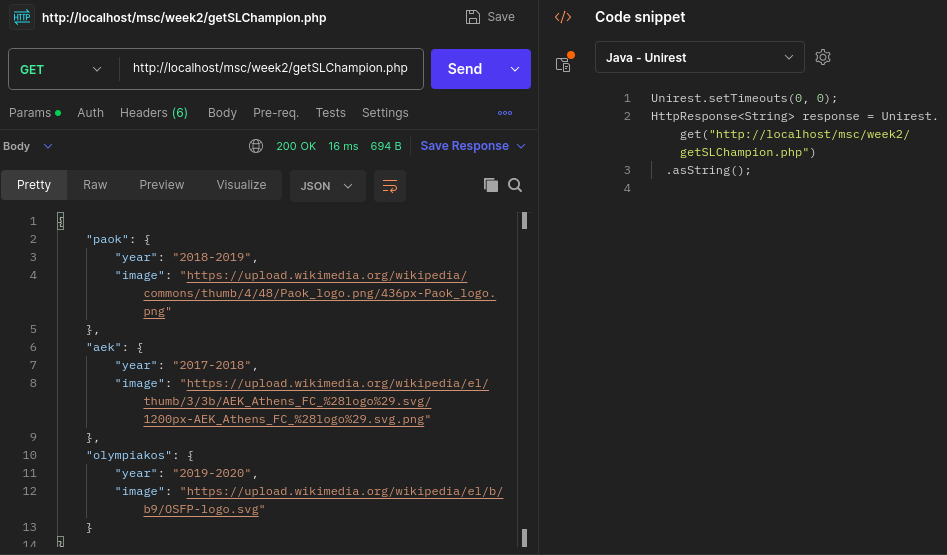 HTTP http://localhost/msc/week2/getSLChampion.php Save
GET http://localhost/msc/week2/getSLChampion.php Send
Params Auth Headers (6) Body Pre-req. Tests Settings
Body 200 OK 16 ms 694 B Save Response
Pretty Raw Preview Visualize JSON
1 {
2 "paok": {
3 "year": "2018-2019",
4 "image": "https://upload.wikimedia.org/wikipedia/
commons/thumb/4/48/Paok_logo.png/436px-Paok_logo.
png"
5 },
6 "aek": {
7 "year": "2017-2018",
8 "image": "https://upload.wikimedia.org/wikipedia/el/
thumb/3/3b/AEK_Athens_FC_%28logo%29.svg/
1200px-AEK_Athens_FC_%28logo%29.svg.png"
9 },
10 "olympiakos": {
11 "year": "2019-2020",
12 "image": "https://upload.wikimedia.org/wikipedia/el/b/
b9/OSFP-logo.svg"
13 }
14 }
Code snippet
Java - Unirest
1 Unirest.setTimeouts(0, 0);
2 HttpResponse<String> response = Unirest.
get("http://localhost/msc/week2/
getSLChampion.php")
3 .asString();
4